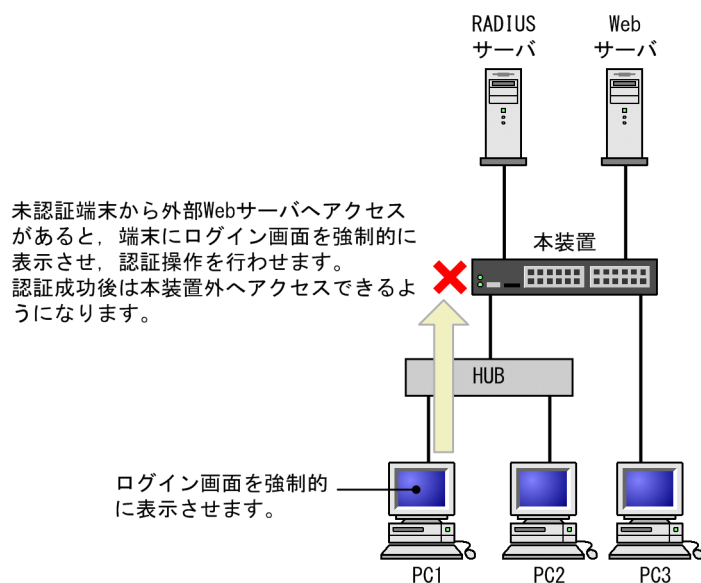 RADIUS
サーバ
Web
サーバ
未認証端末から外部Webサーバへアクセス
があると，端末にログイン画面を強制的に
表示させ，認証操作を行わせます。
認証成功後は本装置外へアクセスできるよ
うになります。
本装置
HUB
ログイン画面を強制的
に表示させます。
PC1
PC2
PC3